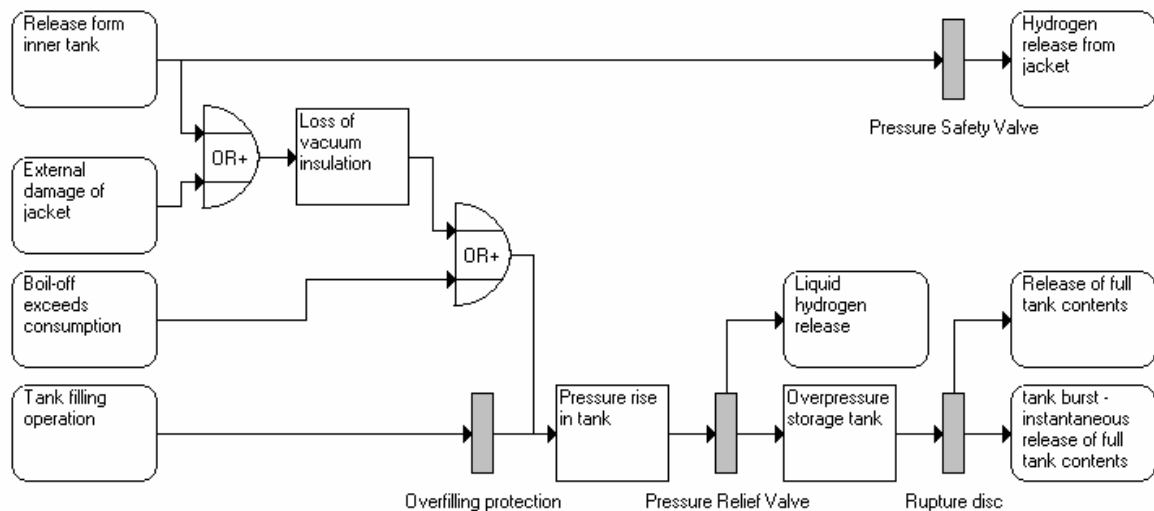 Release form
inner tank
Hydrogen
release from
jacket
Pressure Safety Valve
Loss of
vacuum
insulation
OR+
External
damage of
jacket
OR+
Boil-off
exceeds
consumption
Liquid
hydrogen
release
Release of full
tank contents
Tank filling
operation
Pressure rise
in tank
Overpressure
storage tank
tank burst -
instantaneous
release of full
tank contents
Overfilling protection
Pressure Relief Valve
Rupture disc